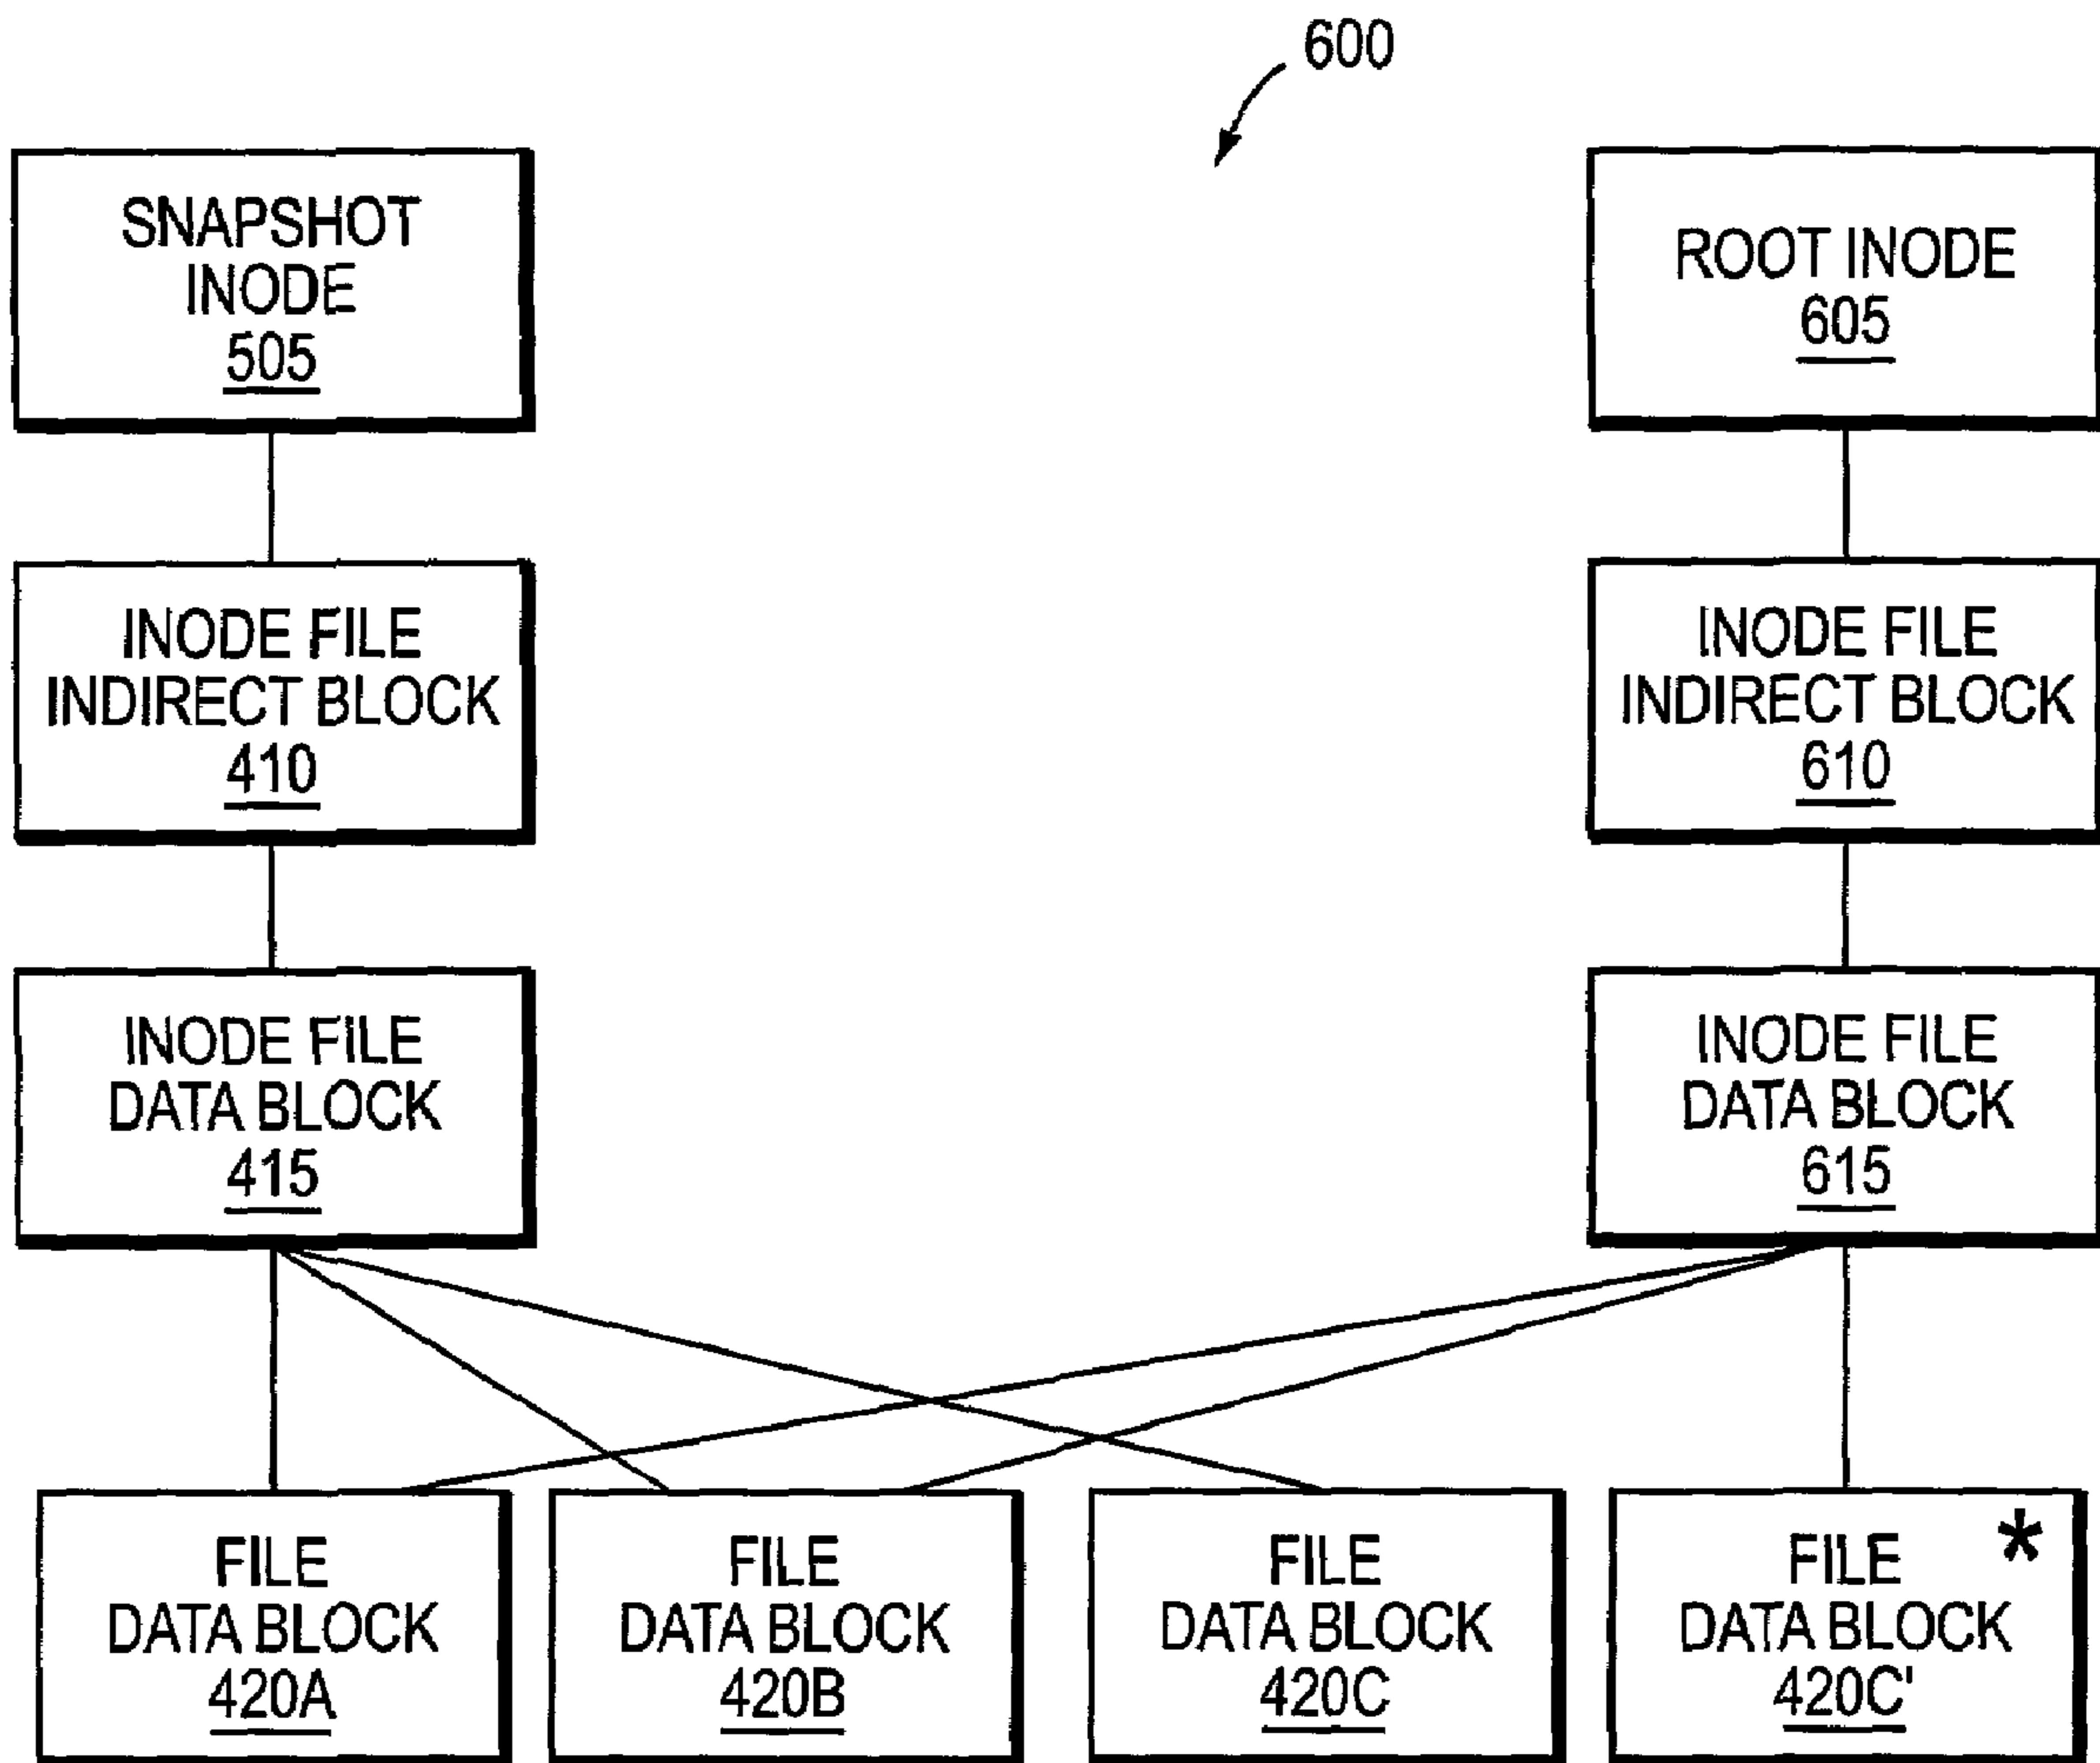 600
SNAPSHOT
INODE
505
ROOT INODE
605
INODE FILE
INDIRECT BLOCK
410
INODE FILE
INDIRECT BLOCK
610
INODE FILE
DATA BLOCK
415
INODE FILE
DATA BLOCK
615
FILE
DATA BLOCK
420A
FILE
DATA BLOCK
420B
FILE
DATA BLOCK
420C
FILE *
DATA BLOCK
420C'